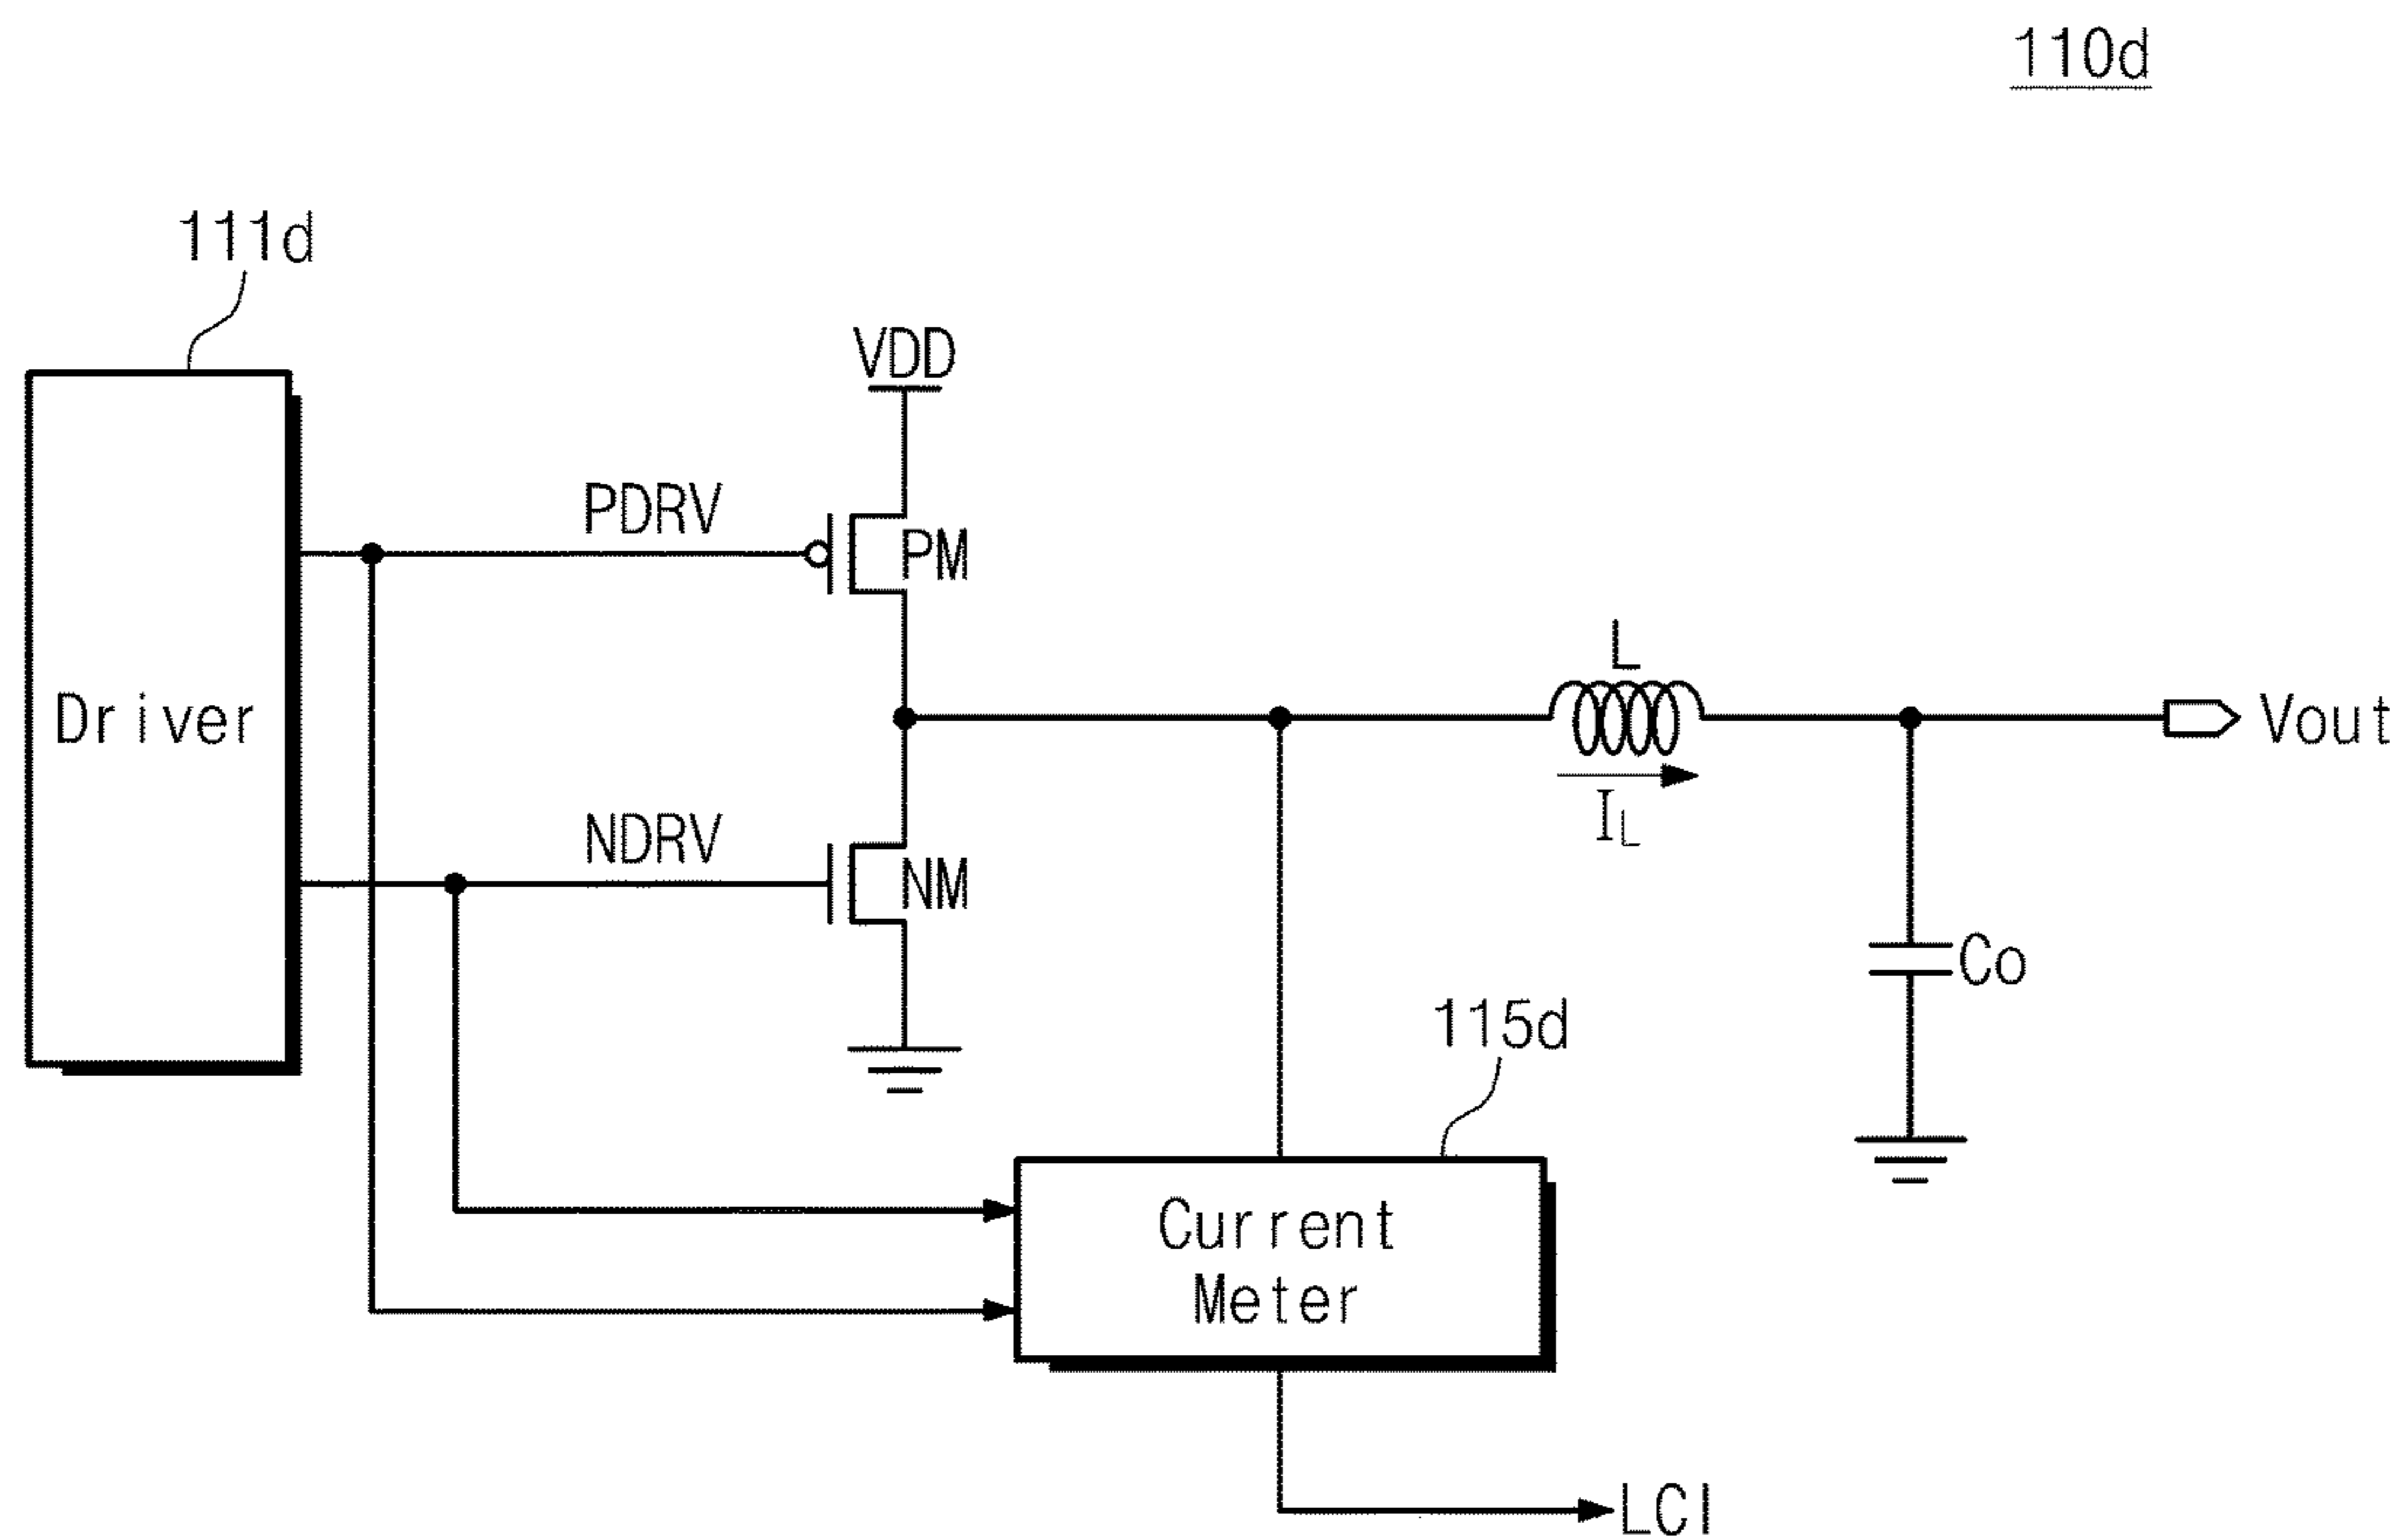 110d
111d
VDD
PDRV
PM
Driver
L
Vout
IL
NDRV
NM
Co
115d
Current
Meter
LCI